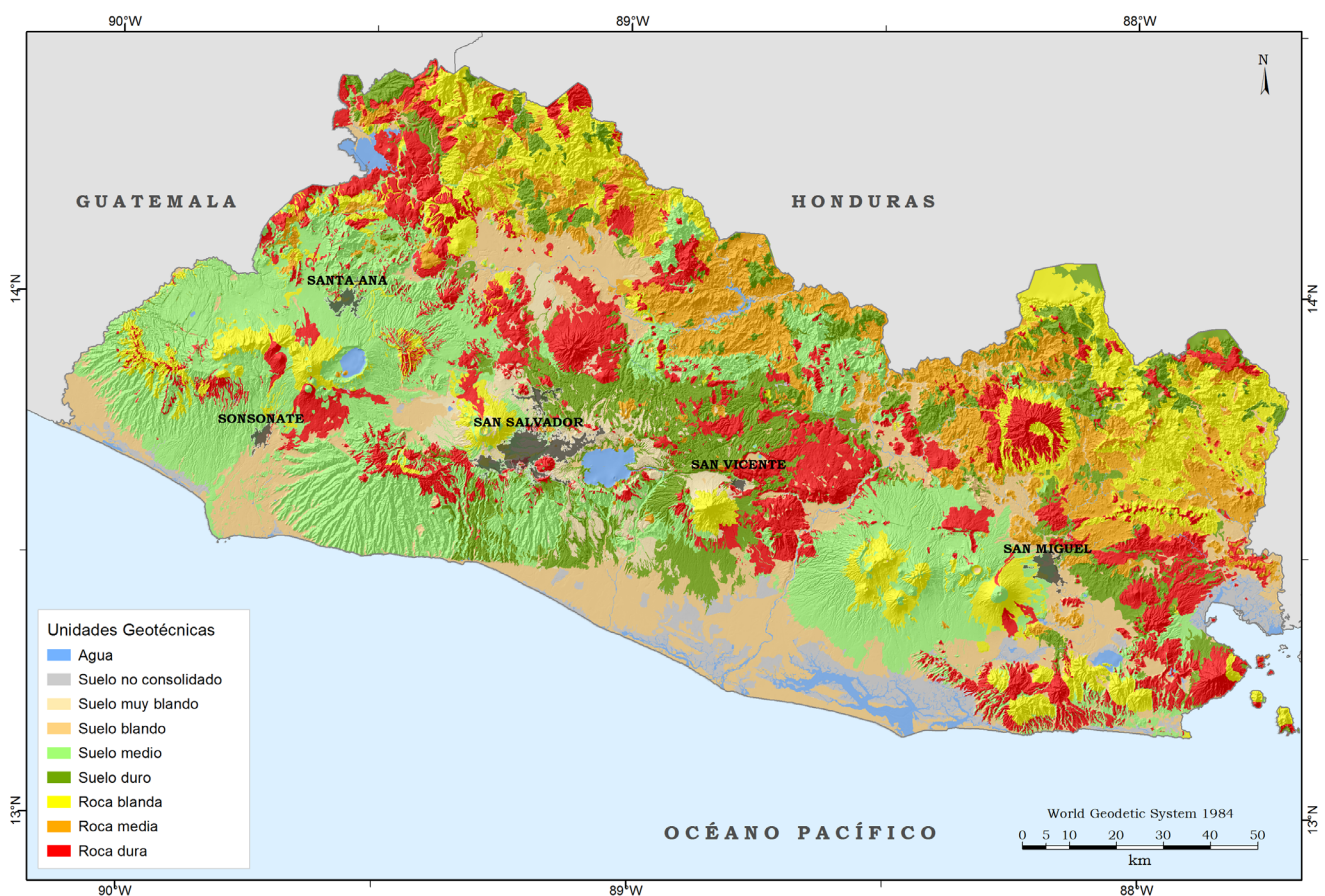 90°W 89°W 88°W
N
GUATEMALA
HONDURAS
14°N
14°N
SANTA ANA
SONSONATE
SAN SALVADOR
SAN VICENTE
SAN MIGUEL
Unidades Geotécnicas
Agua
Suelo no consolidado
Suelo muy blando
Suelo blando
Suelo medio
Suelo duro
Roca blanda
Roca media
Roca dura
13°N
13°N
World Geodetic System 1984
0 5 10 20 30 40 50
km
OCÉANO PACÍFICO
90°W 89°W 88°W